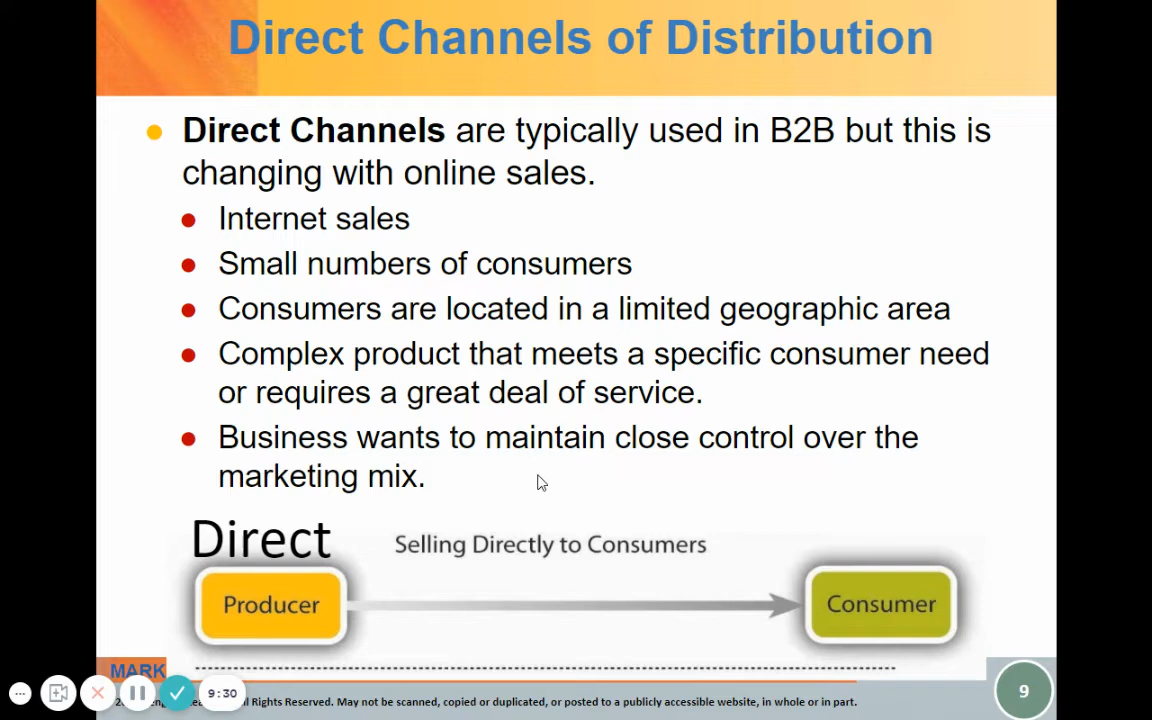 Direct Channels of Distribution
Direct Channels are typically used in B2B but this is
changing with online sales.
Internet sales
Small numbers of consumers
Consumers are located in a limited geographic area
Complex product that meets a specific consumer need
or requires a great deal of service.
Business wants to maintain close control over the
marketing mix.
Direct
Selling Directly to Consumers
Producer
Consumer
MARK
9:30
All Rights Reserved. May not be scanned, copied or duplicated, or posted to a publicly accessible website, in whole or in part.
9